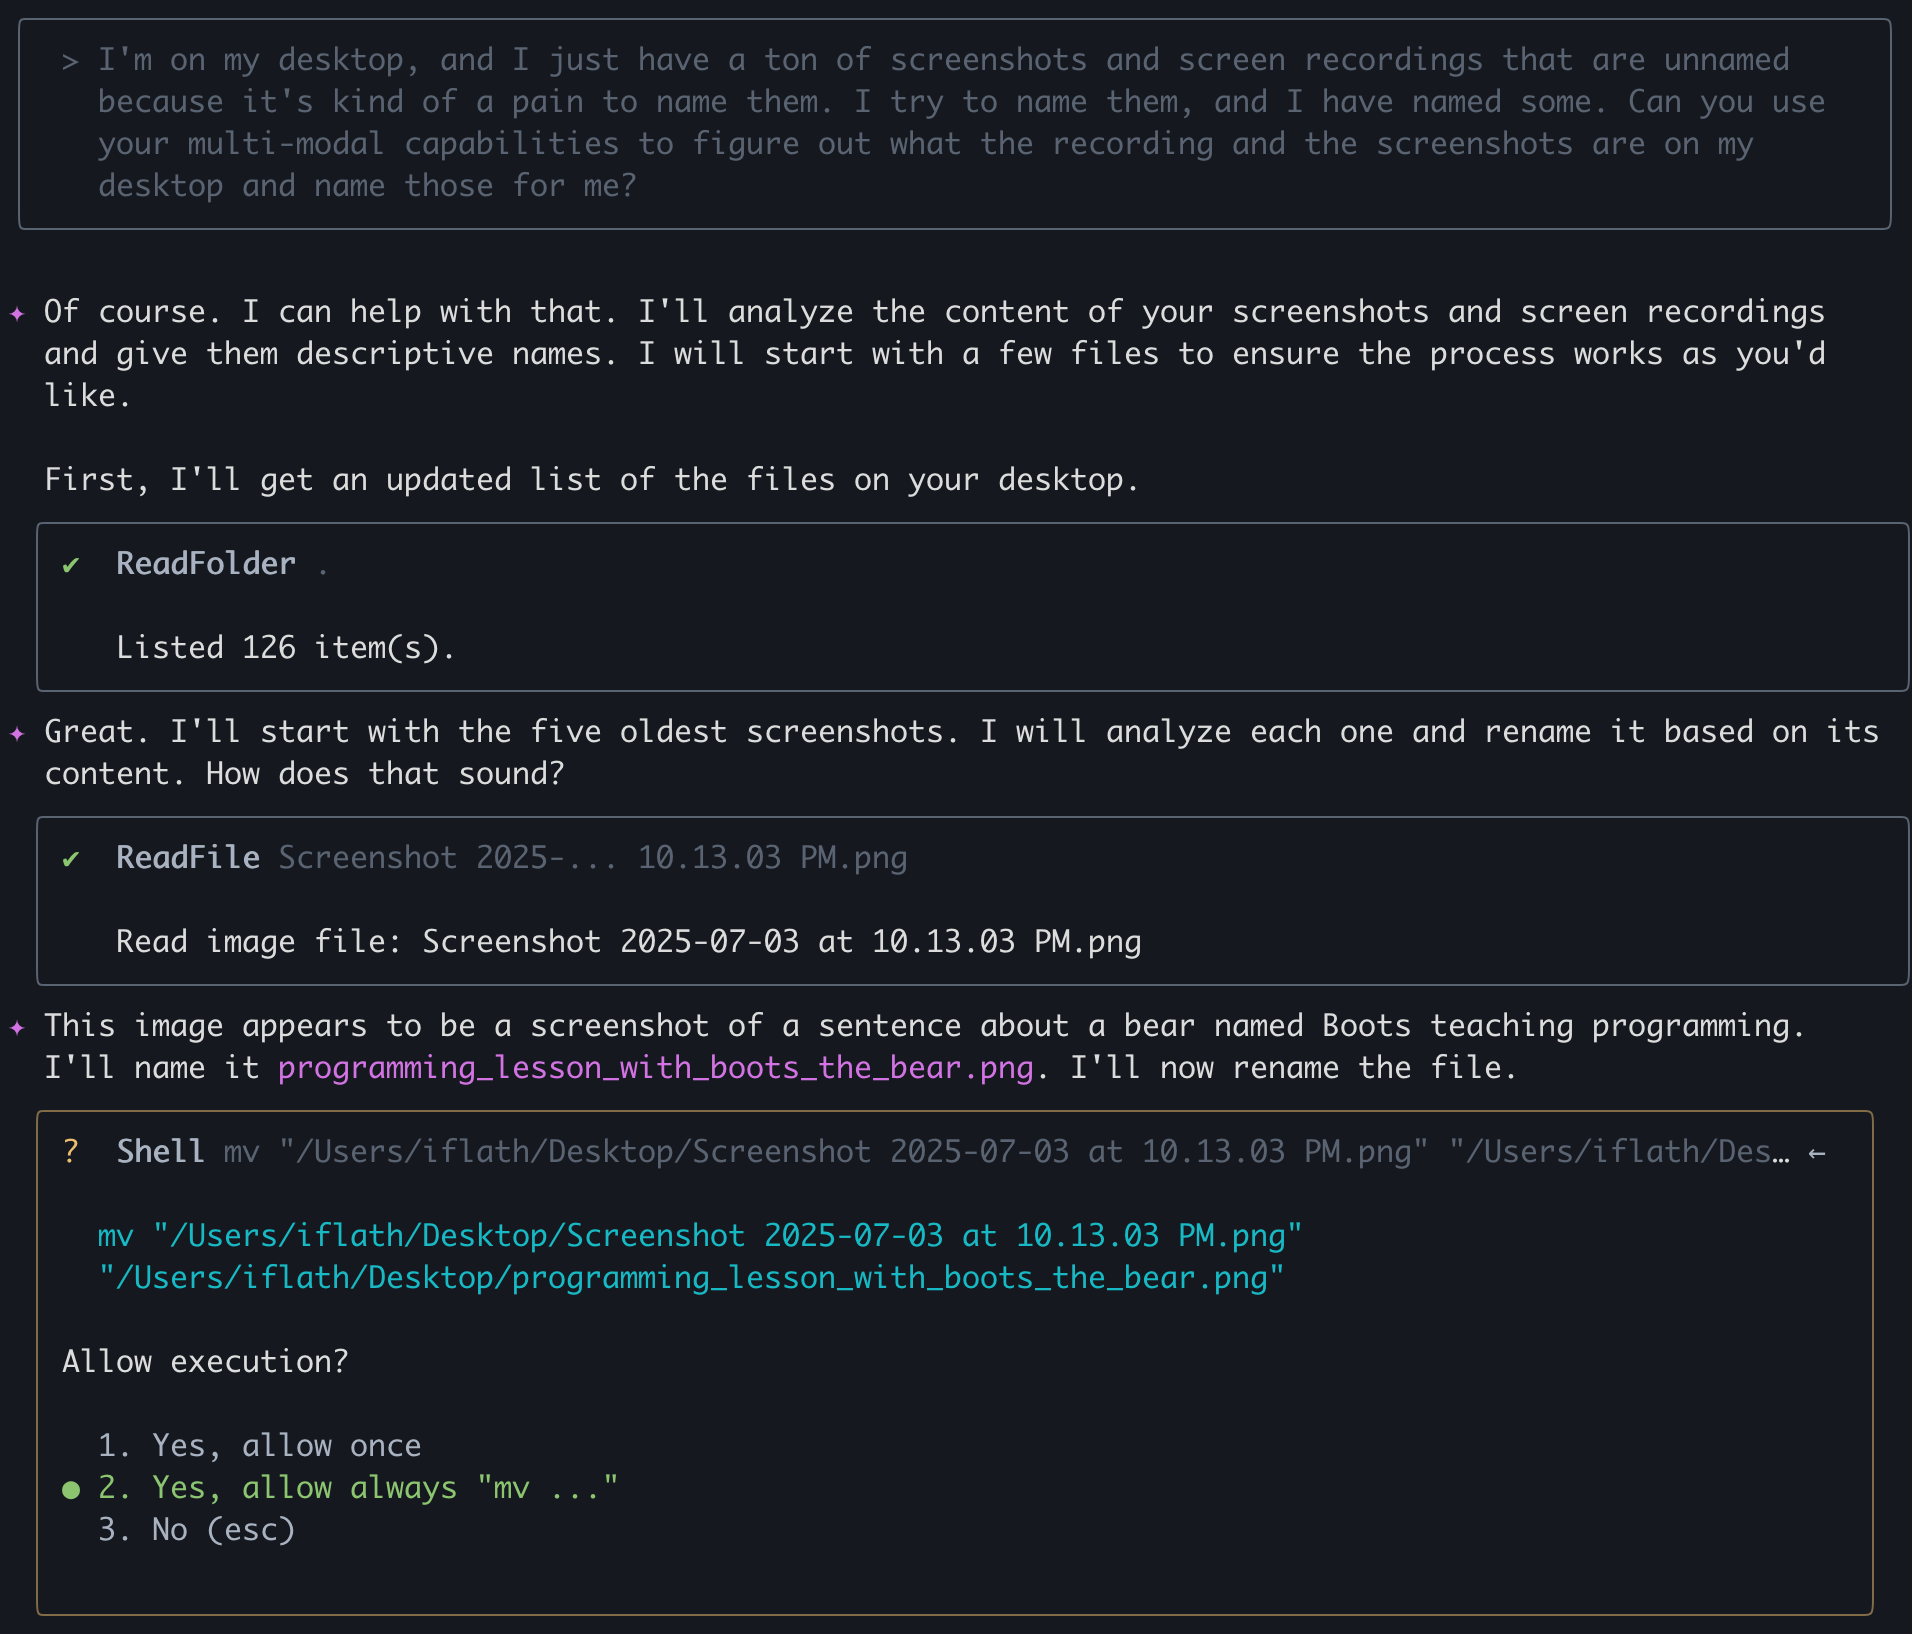 > I'm on my desktop, and I just have a ton of screenshots and screen recordings that are unnamed
because it's kind of a pain to name them. I try to name them, and I have named some. Can you use
your multi-modal capabilities to figure out what the recording and the screenshots are on my
desktop and name those for me?
✦ Of course. I can help with that. I'll analyze the content of your screenshots and screen recordings
and give them descriptive names. I will start with a few files to ensure the process works as you'd
like.
First, I'll get an updated list of the files on your desktop.
✔ ReadFolder .
Listed 126 item(s).
✦ Great. I'll start with the five oldest screenshots. I will analyze each one and rename it based on its
content. How does that sound?
✔ ReadFile Screenshot 2025-... 10.13.03 PM.png
Read image file: Screenshot 2025-07-03 at 10.13.03 PM.png
✦ This image appears to be a screenshot of a sentence about a bear named Boots teaching programming.
I'll name it programming_lesson_with_boots_the_bear.png. I'll now rename the file.
? Shell mv "/Users/iflath/Desktop/Screenshot 2025-07-03 at 10.13.03 PM.png" "/Users/iflath/Des… ←
mv "/Users/iflath/Desktop/Screenshot 2025-07-03 at 10.13.03 PM.png"
"/Users/iflath/Desktop/programming_lesson_with_boots_the_bear.png"
Allow execution?
1. Yes, allow once
● 2. Yes, allow always "mv ..."
3. No (esc)